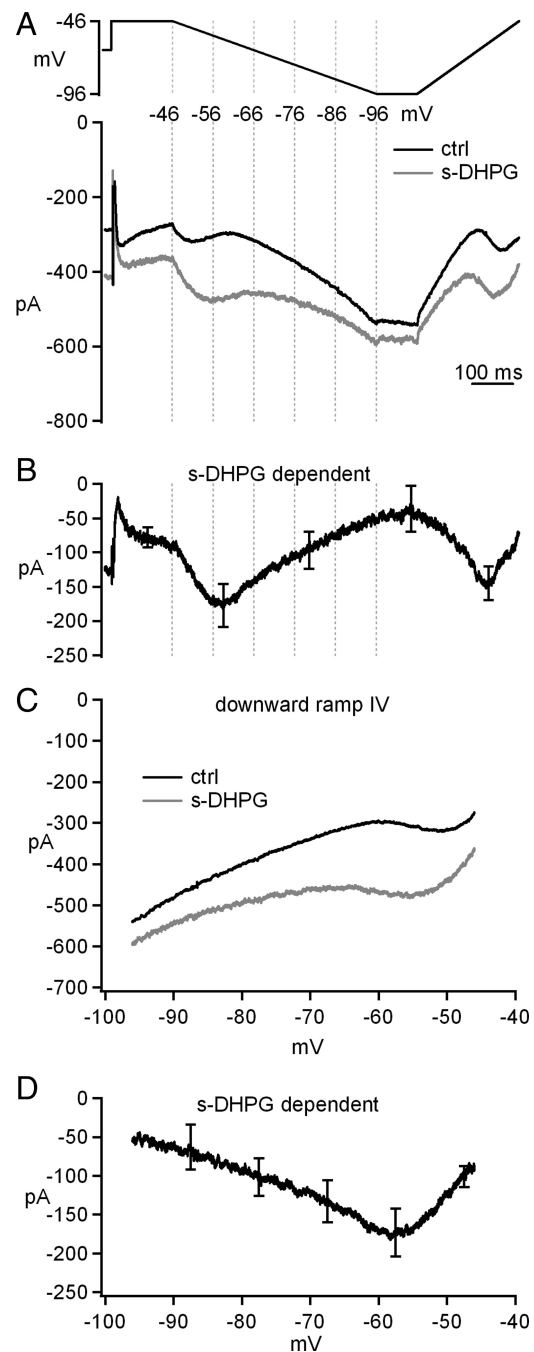 A
-46
mV
-96
-46 -56 -66 -76 -86 -96 mV
0
ctrl
s-DHPG
-200
-400
pA
-600
100 ms
-800
B
s-DHPG dependent
0
-50
-100
pA
-150
-200
-250
C
downward ramp IV
0
-100
-200
ctrl
s-DHPG
-300
pA
-400
-500
-600
-700
-100 -90 -80 -70 -60 -50 -40
mV
D
s-DHPG dependent
0
-50
-100
pA
-150
-200
-250
-100 -90 -80 -70 -60 -50 -40
mV